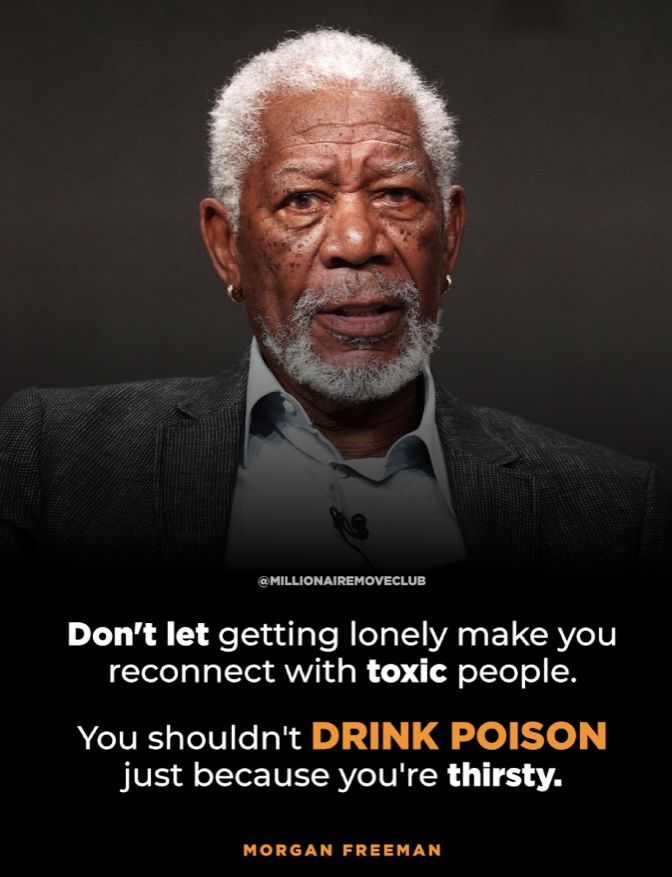 @MILLIONAIREMOVECLUB
Don't let getting lonely make you
reconnect with toxic people.
You shouldn't DRINK POISON
just because you're thirsty.
MORGAN FREEMAN